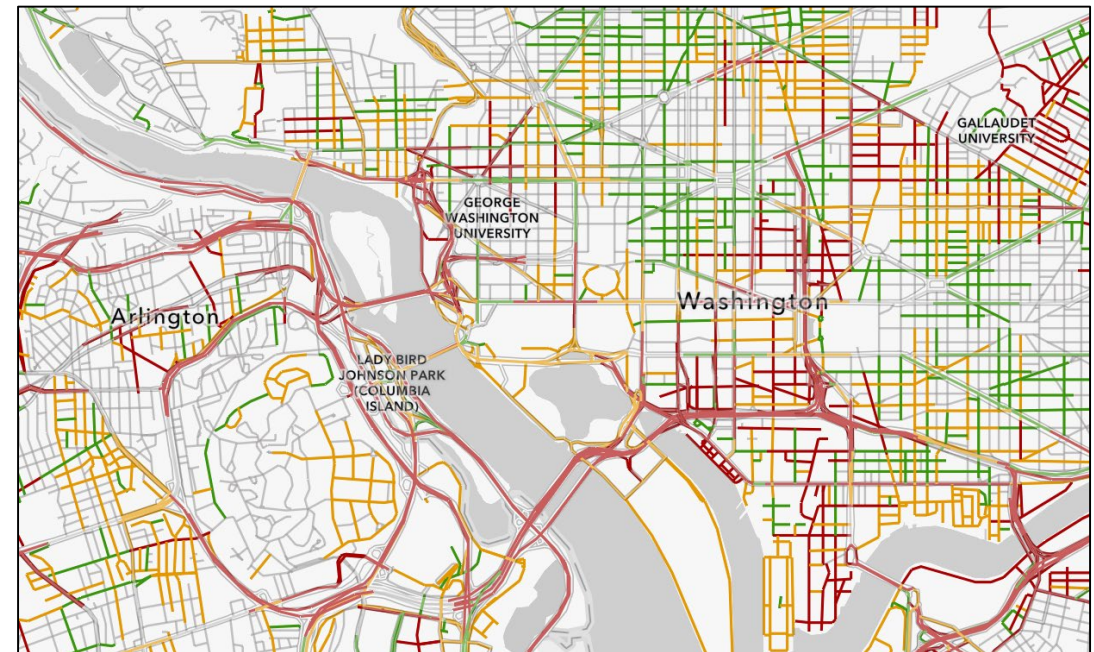 GALLAUDET
UNIVERSITY
GEORGE
WASHINGTON
UNIVERSITY
Washington
Arlington
LADY BIRD
JOHNSON PARK
(COLUMBIA
ISLAND)